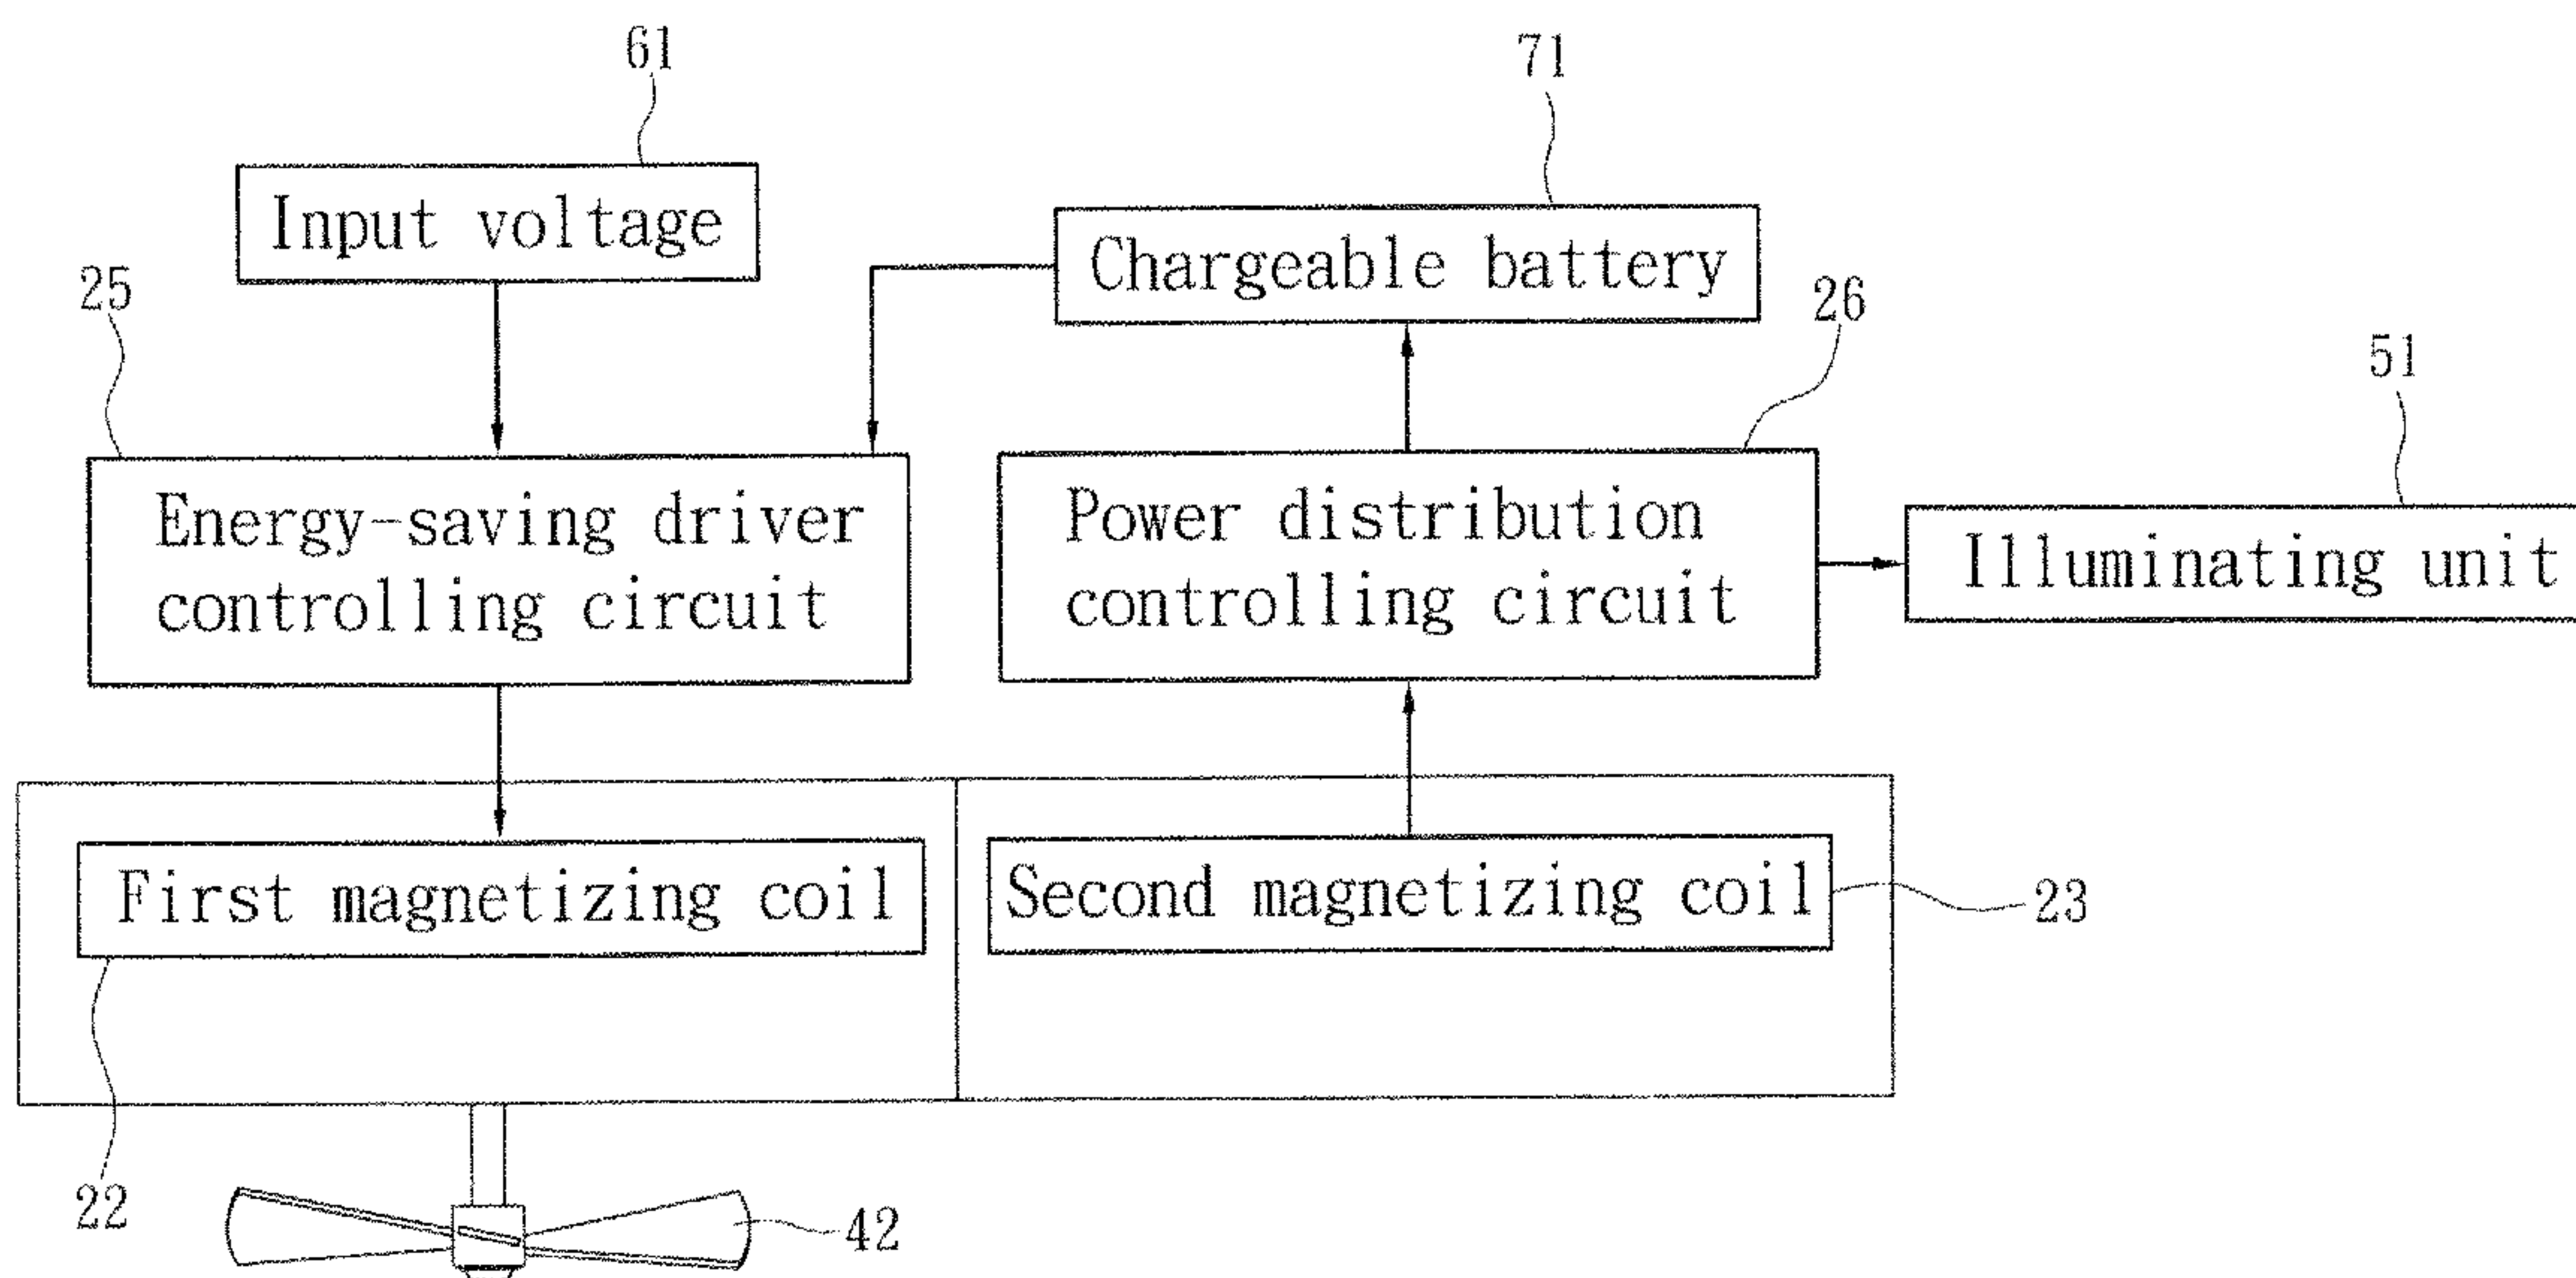 61
71
Input voltage
Chargeable battery
25
26
51
Energy-saving driver
controlling circuit
Power distribution
controlling circuit
Illuminating unit
First magnetizing coil
Second magnetizing coil
23
22
42